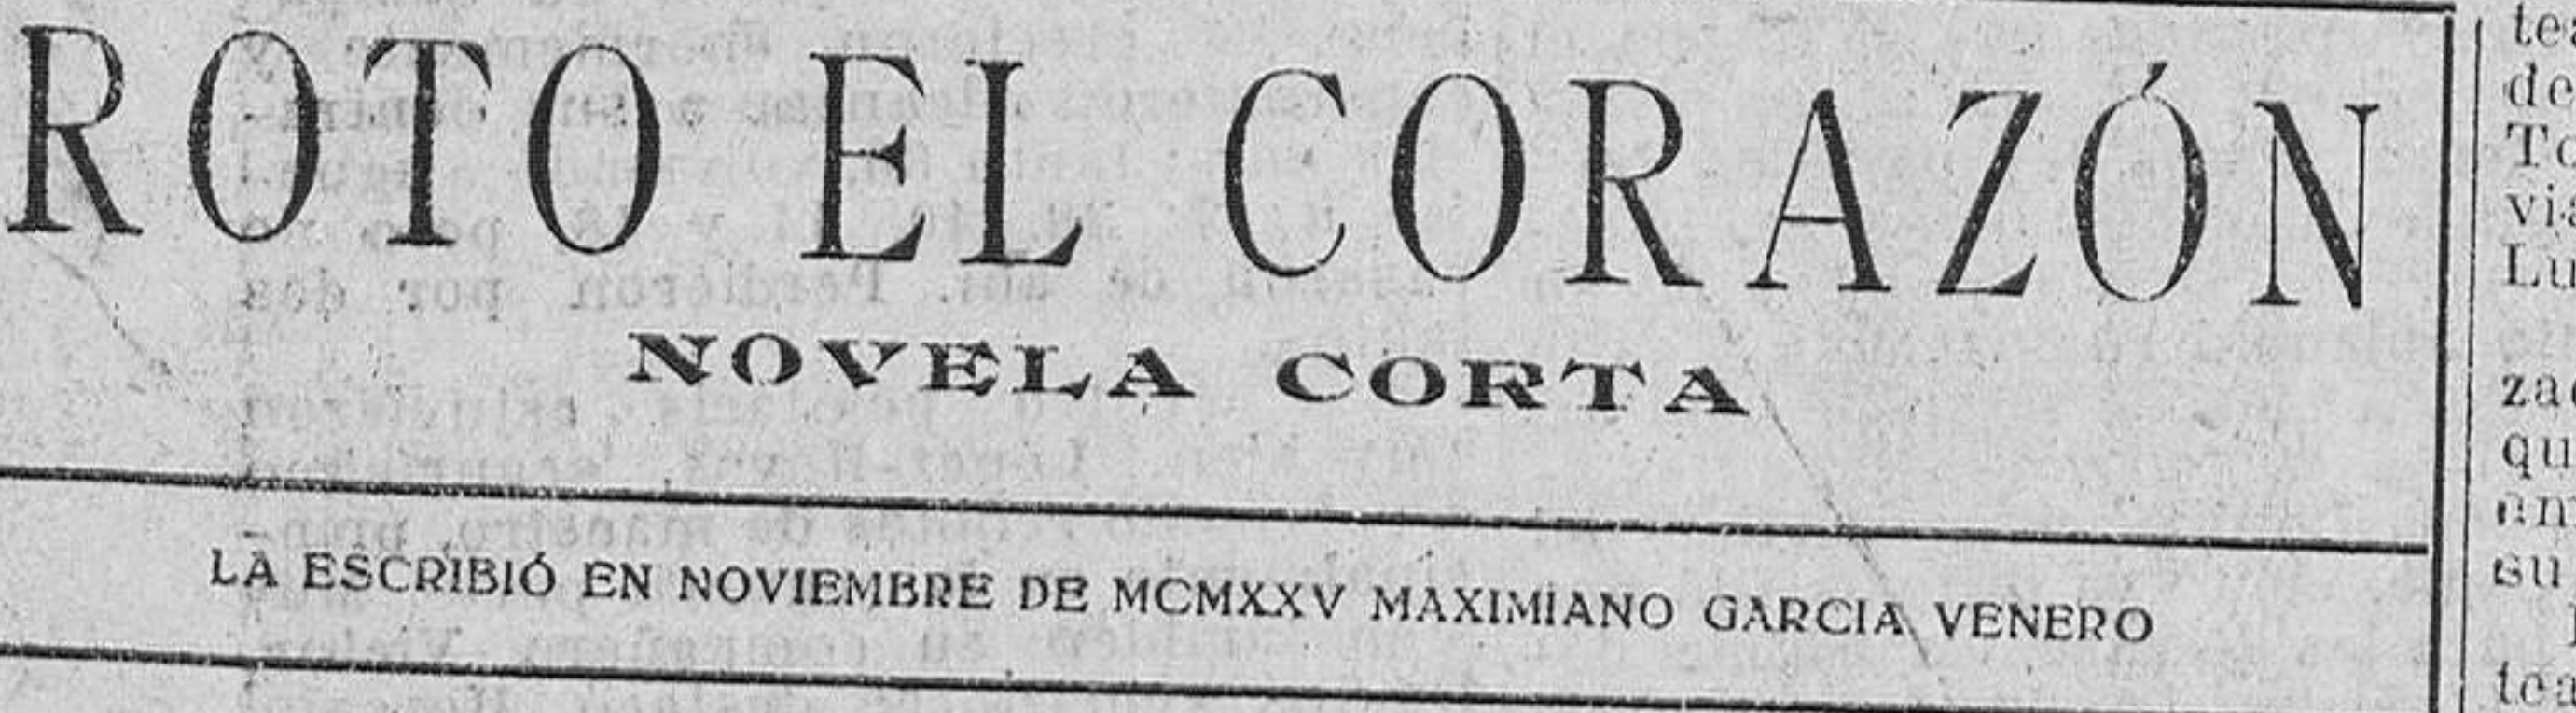 ROTO EL CORAZÓN
NOVELA CORTA
LA ESCRIBIÓ EN NOVIEMBRE DE MCMXXV MAXIMIANO GARCIA VENERO